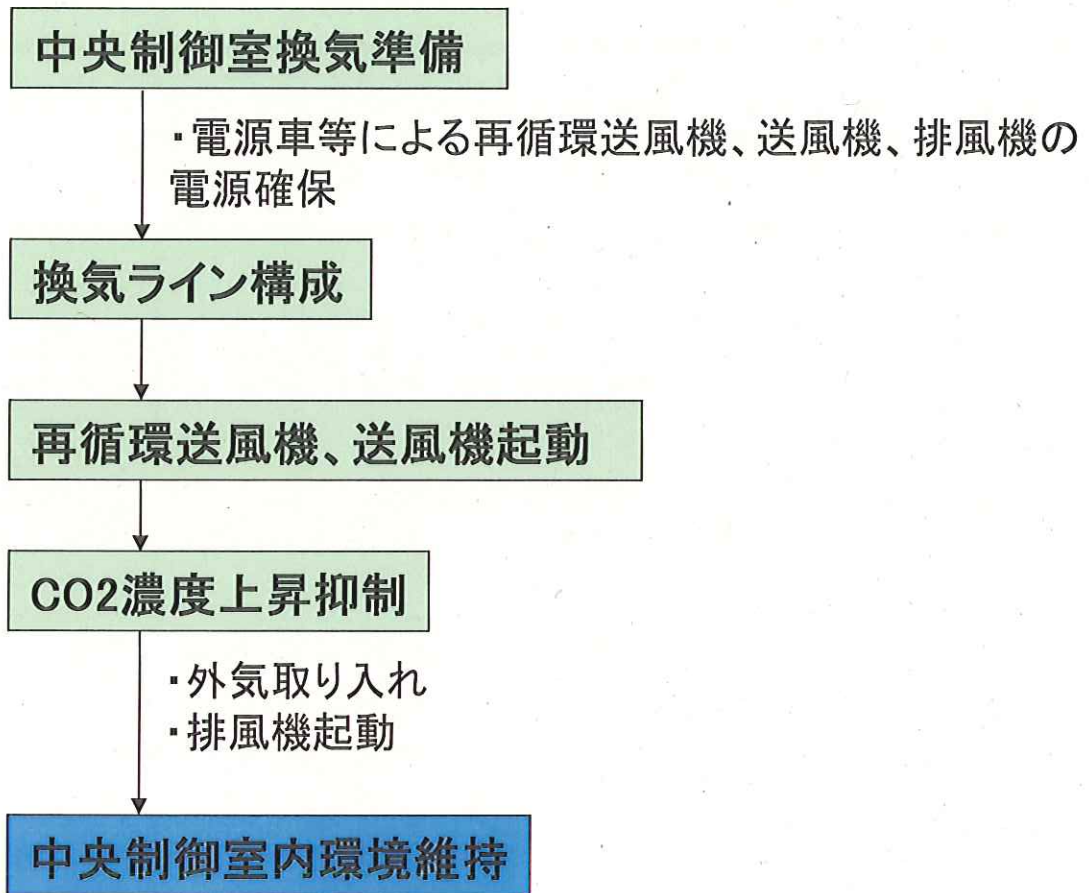 中央制御室換気準備
・電源車等による再循環送風機、送風機、排風機の
電源確保
換気ライン構成
再循環送風機、送風機起動
CO2濃度上昇抑制
・外気取り入れ
・排風機起動
中央制御室内環境維持